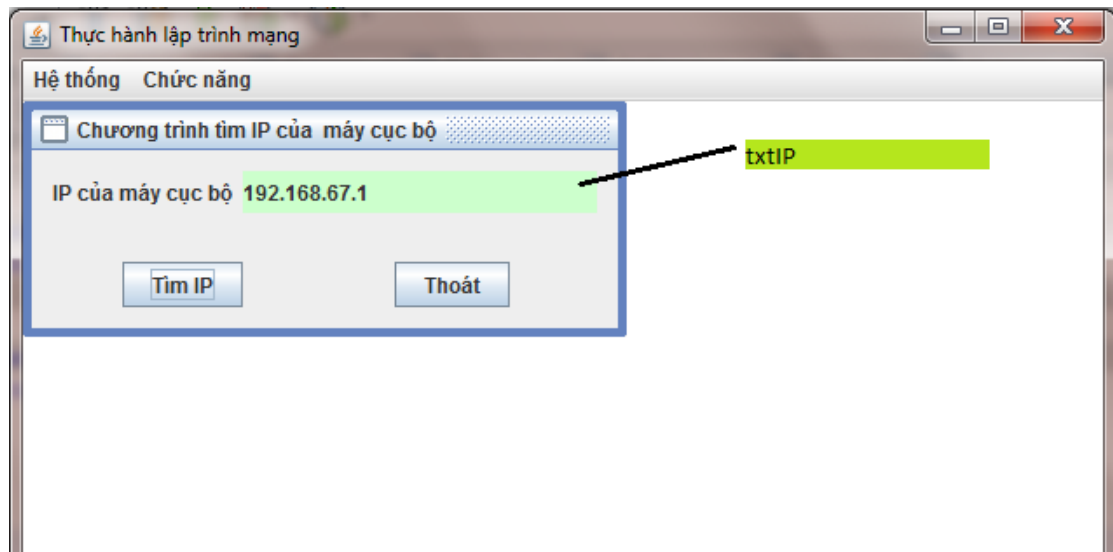 Thực hành lập trình mạng
Hệ thống Chức năng
Chương trình tìm IP của máy cục bộ
txtIP
IP của máy cục bộ 192.168.67.1
Tìm IP Thoát